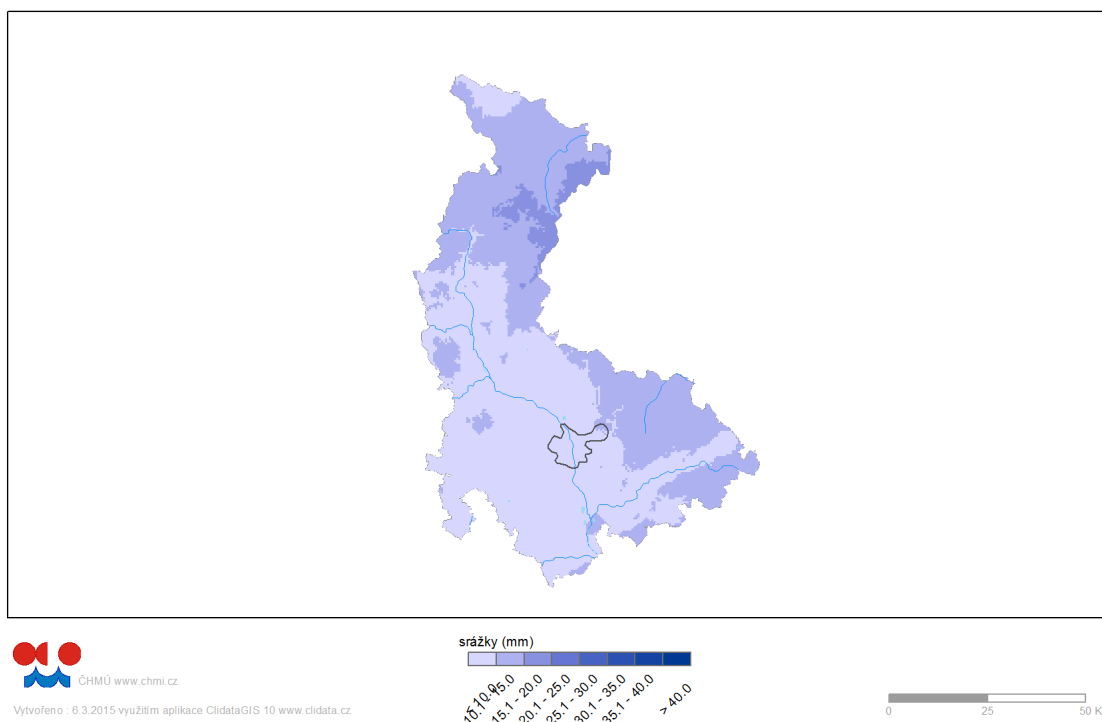 srážky (mm)
< 10.0
10.1 - 15.0
15.1 - 20.0
20.1 - 25.0
25.1 - 30.0
30.1 - 35.0
35.1 - 40.0
> 40.0
ČHMÚ www.chmi.cz
Vytvořeno : 6.3.2015 využitím aplikace ClidataGIS 10 www.clidata.cz
0 25 50 K